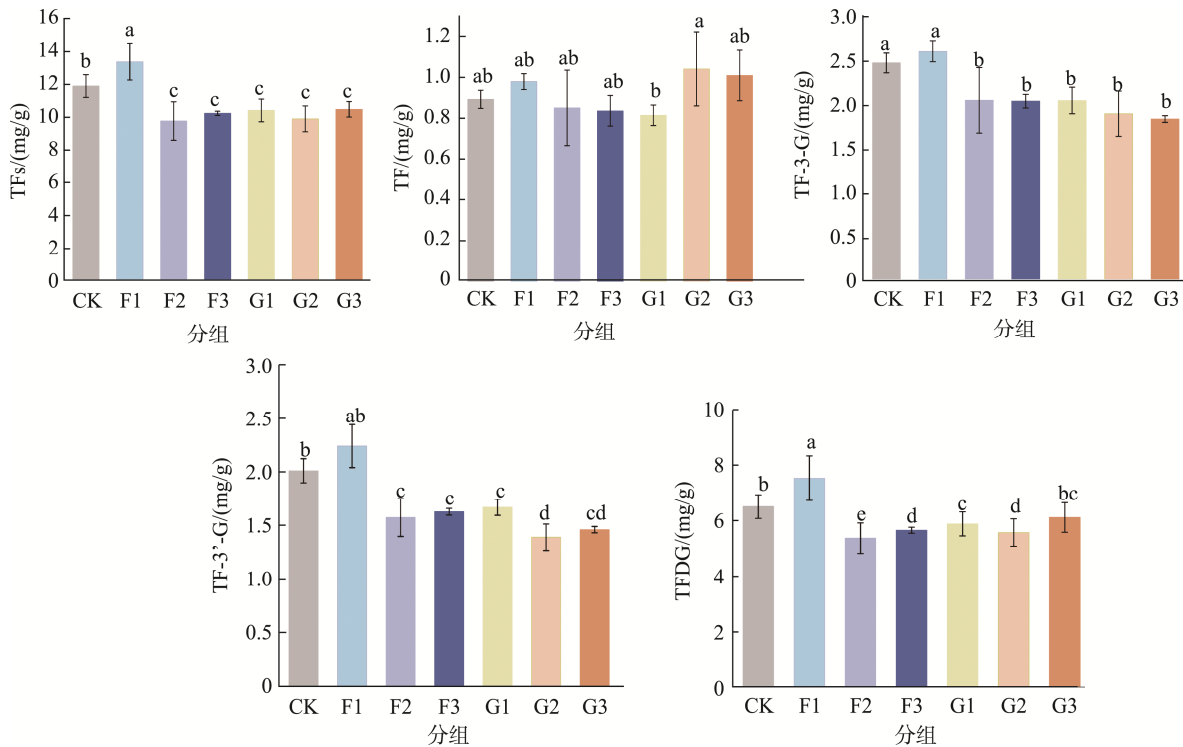 TFs/(mg/g)
16
14
12
10
8
6
4
2
0
b
a
c
c
c
c
c
CK F1 F2 F3 G1 G2 G3
分组
TF/(mg/g)
1.2
1.0
0.8
0.6
0.4
0.2
0
ab
ab
ab
ab
b
a
ab
CK F1 F2 F3 G1 G2 G3
分组
TF-3-G/(mg/g)
3.0
2.5
2.0
1.5
1.0
0.5
0
a
a
b
b
b
b
b
CK F1 F2 F3 G1 G2 G3
分组
TF-3’-G/(mg/g)
3.0
2.5
2.0
1.5
1.0
0.5
0
b
ab
c
c
c
d
cd
CK F1 F2 F3 G1 G2 G3
分组
TFDG/(mg/g)
10
8
6
4
2
0
b
a
e
d
c
d
bc
CK F1 F2 F3 G1 G2 G3
分组